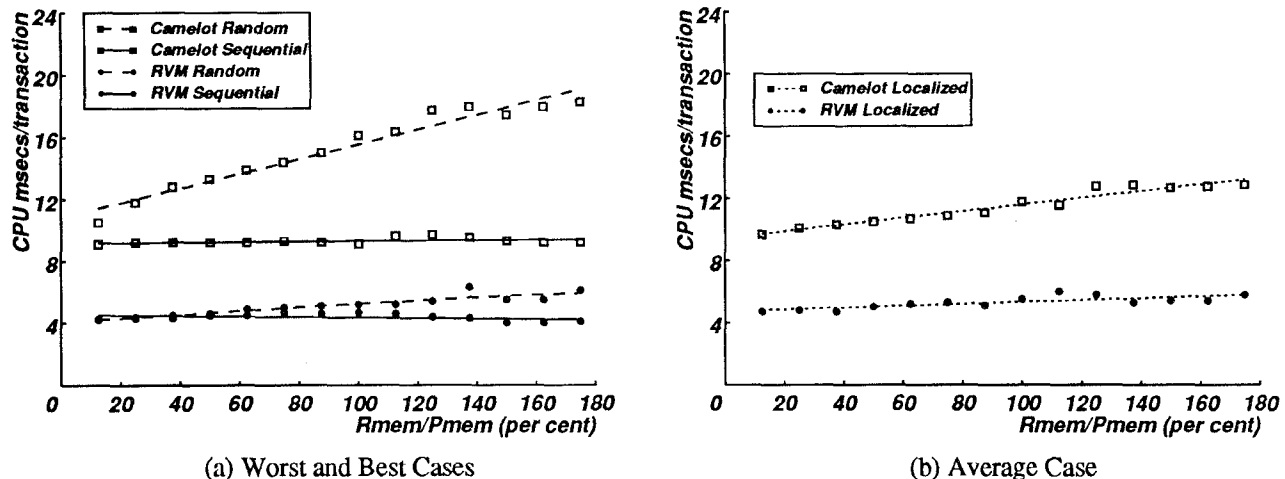 CPU msecs/transaction
24
20
16
12
8
4
0
Camelot Random
Camelot Sequential
RVM Random
RVM Sequential
20 40 60 80 100 120 140 160 180
Rmem/Pmem (per cent)
(a) Worst and Best Cases
CPU msecs/transaction
24
20
16
12
8
4
0
Camelot Localized
RVM Localized
20 40 60 80 100 120 140 160 180
Rmem/Pmem (per cent)
(b) Average Case